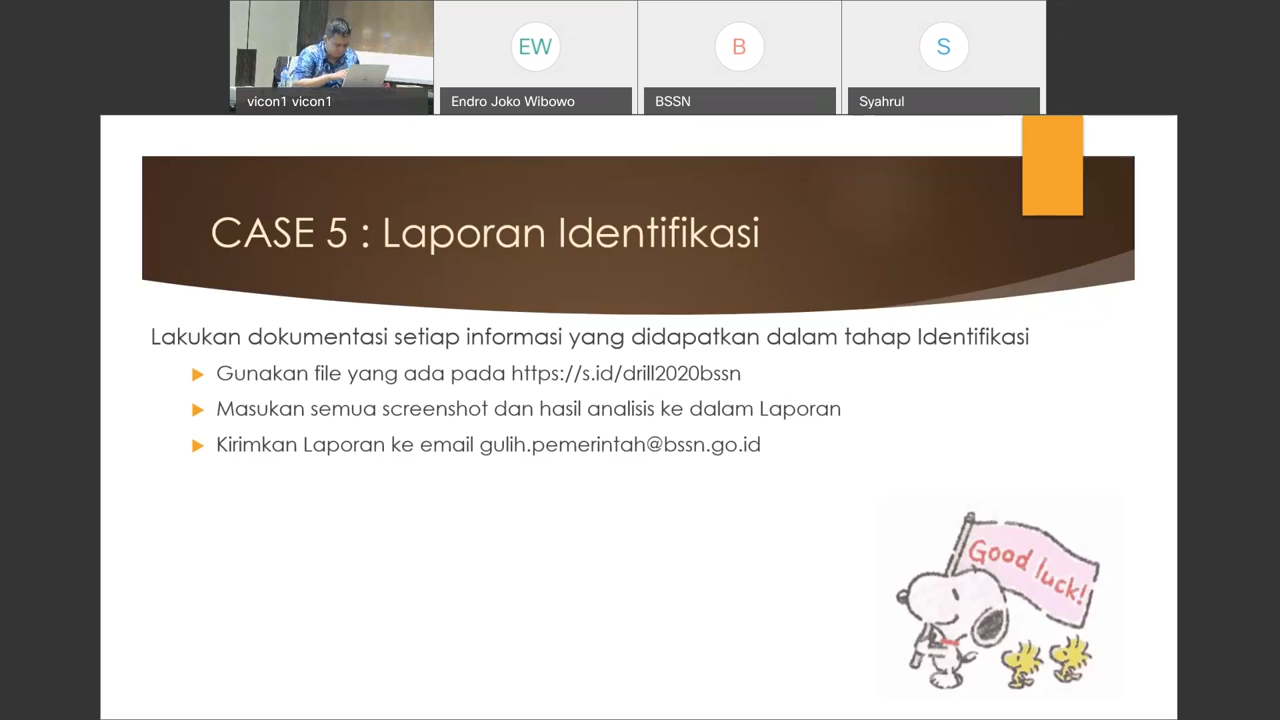 EW
B
S
vicon1 vicon1
Endro Joko Wibowo
BSSN
Syahrul
CASE 5 : Laporan Identifikasi
Lakukan dokumentasi setiap informasi yang didapatkan dalam tahap Identifikasi
Gunakan file yang ada pada https://s.id/drill2020bssn
Masukan semua screenshot dan hasil analisis ke dalam Laporan
Kirimkan Laporan ke email gulih.pemerintah@bssn.go.id
Good luck!